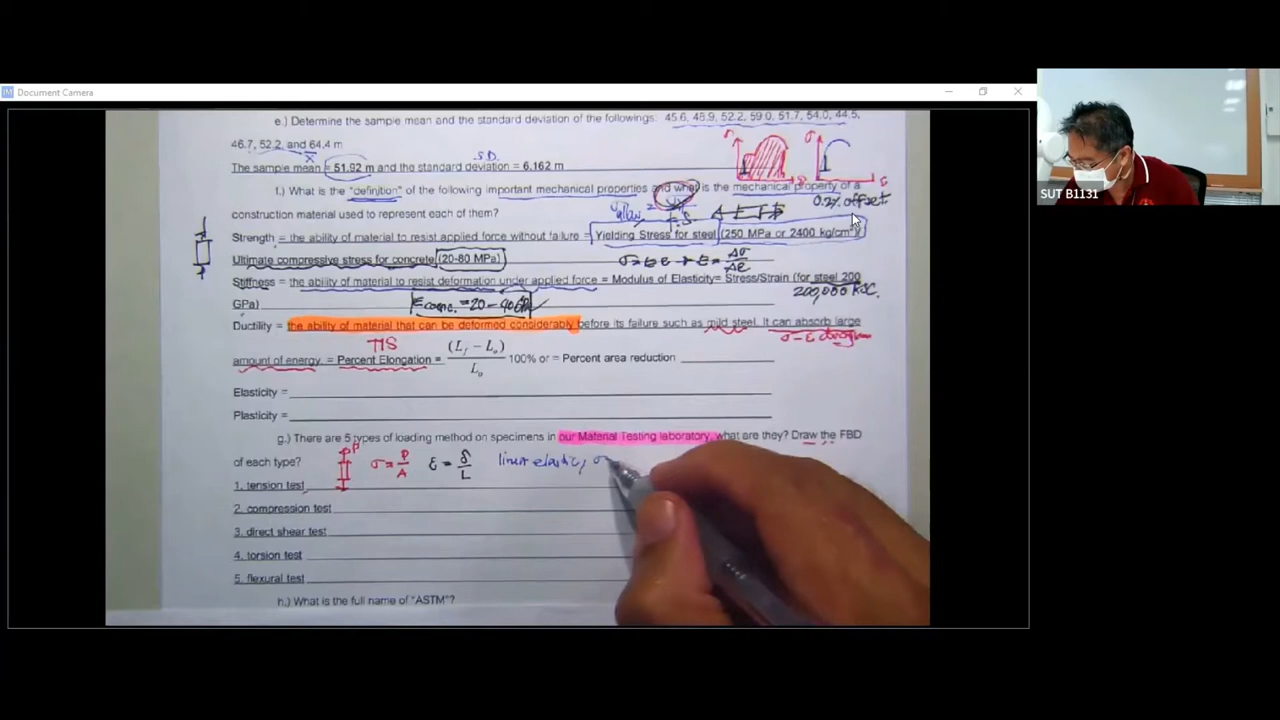 Document Camera
e.) Determine the sample mean and the standard deviation of the followings: 45.6, 48.9, 52.2, 59.0, 51.7, 54.0, 44.5,
46.7, 52.2, and 64.4 m
S.D.
The sample mean = 51.92 m and the standard deviation = 6.162 m
σ σ
ε
f.) What is the "definition" of the following important mechanical properties and what is the mechanical property of a
0.2% offset
construction material used to represent each of them?
F.S.
Strength = the ability of material to resist applied force without failure = Yielding Stress for steel (250 MPa or 2400 kg/cm²)
Ultimate compressive stress for concrete (20-80 MPa)
Stiffness = the ability of material to resist deformation under applied force = Modulus of Elasticity= Stress/Strain (for steel 200
200,000 KSC.
GPa)
Ductility = the ability of material that can be deformed considerably before its failure such as mild steel. It can absorb large
σ-ε diagram
TIS
amount of energy. = Percent Elongation = (Lf – Lo) / Lo 100% or = Percent area reduction
Elasticity =
Plasticity =
g.) There are 5 types of loading method on specimens in our Material Testing laboratory, what are they? Draw the FBD
of each type? P σ = P/A ε = δ/L linear elastic, σ
1. tension test
2. compression test
3. direct shear test
4. torsion test
5. flexural test
h.) What is the full name of "ASTM"?
SUT B1131